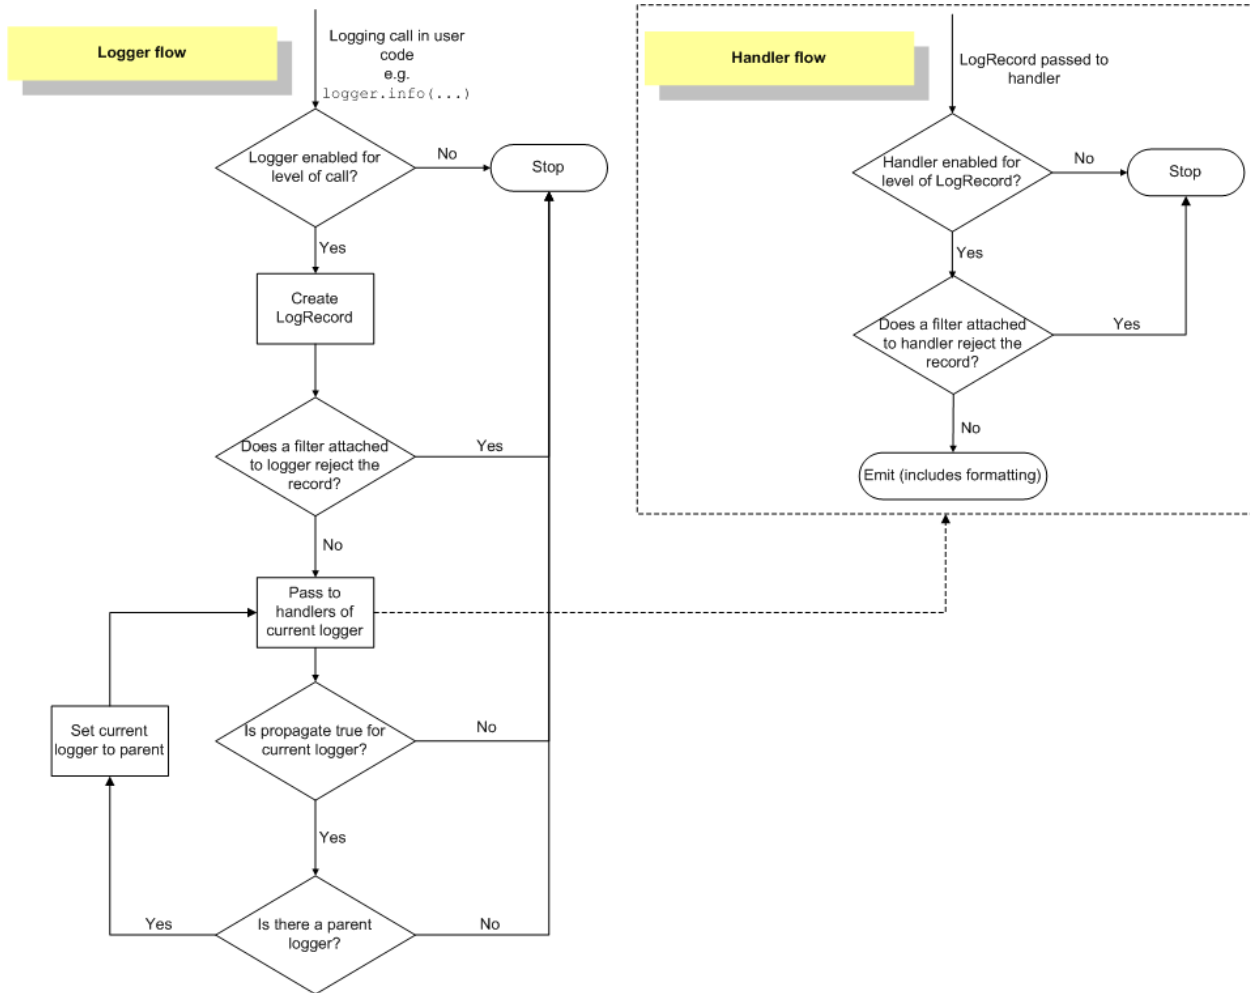 Logger flow
Logging call in user
code
e.g.
logger.info(...)
Logger enabled for
level of call?
No
Stop
Yes
Create
LogRecord
Does a filter attached
to logger reject the
record?
Yes
No
Pass to
handlers of
current logger
Set current
logger to parent
Is propagate true for
current logger?
No
Yes
Is there a parent
logger?
Yes
No
Handler flow
LogRecord passed to
handler
Handler enabled for
level of LogRecord?
No
Stop
Yes
Does a filter attached
to handler reject the
record?
Yes
No
Emit (includes formatting)